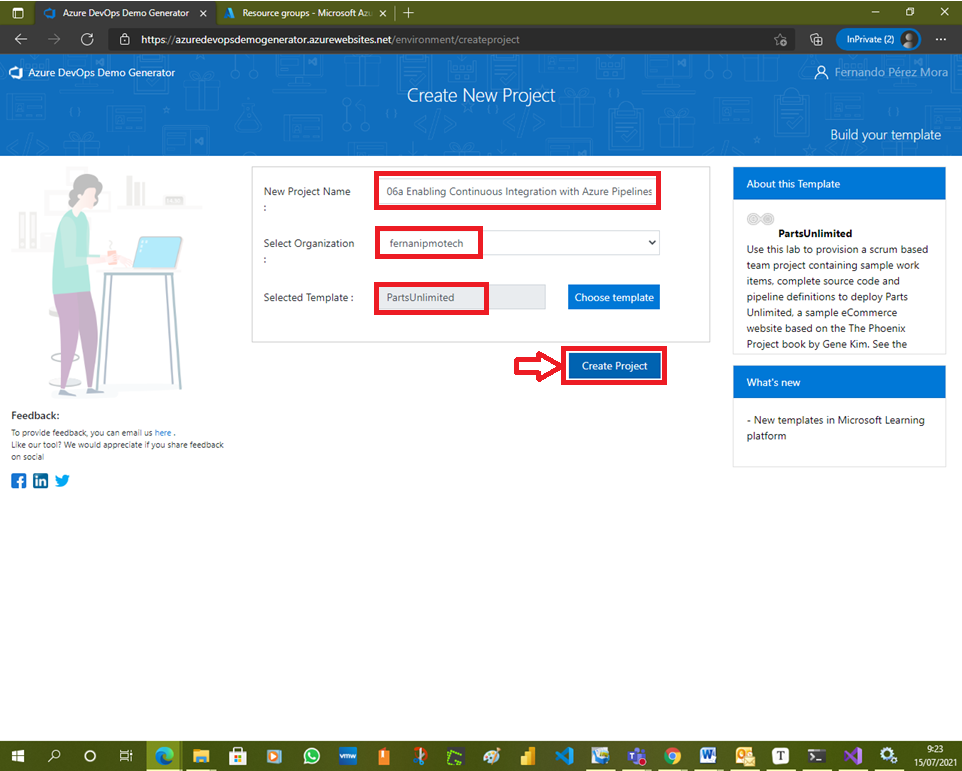 Azure DevOps Demo Generator
Resource groups - Microsoft Azu
https://azuredevopsdemogenerator.azurewebsites.net/environment/createproject
InPrivate (2)
Azure DevOps Demo Generator
Fernando Pérez Mora
Create New Project
Build your template
New Project Name
:
06a Enabling Continuous Integration with Azure Pipelines
Select Organization
:
fernanipmotech
Selected Template :
PartsUnlimited
Choose template
Create Project
About this Template
PartsUnlimited
Use this lab to provision a scrum based
team project containing sample work
items, complete source code and
pipeline definitions to deploy Parts
Unlimited, a sample eCommerce
website based on the The Phoenix
Project book by Gene Kim. See the
What's new
- New templates in Microsoft Learning
platform
Feedback:
To provide feedback, you can email us here .
Like our tool? We would appreciate if you share feedback
on social
vmw
9:23
15/07/2021